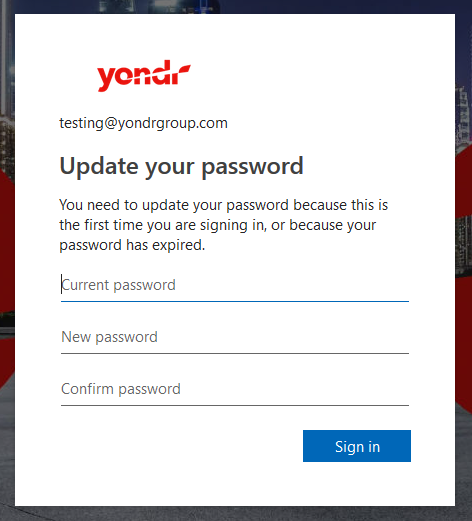 yondr
testing@yondrgroup.com
Update your password
You need to update your password because this is
the first time you are signing in, or because your
password has expired.
Current password
New password
Confirm password
Sign in